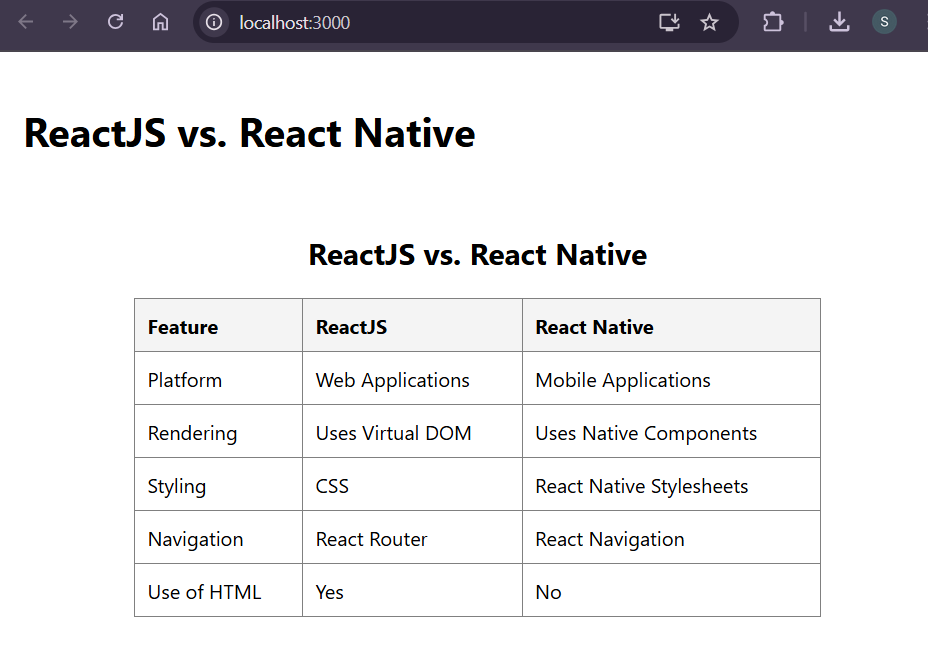 localhost:3000
S
ReactJS vs. React Native
ReactJS vs. React Native
Feature ReactJS React Native
Platform Web Applications Mobile Applications
Rendering Uses Virtual DOM Uses Native Components
Styling CSS React Native Stylesheets
Navigation React Router React Navigation
Use of HTML Yes No